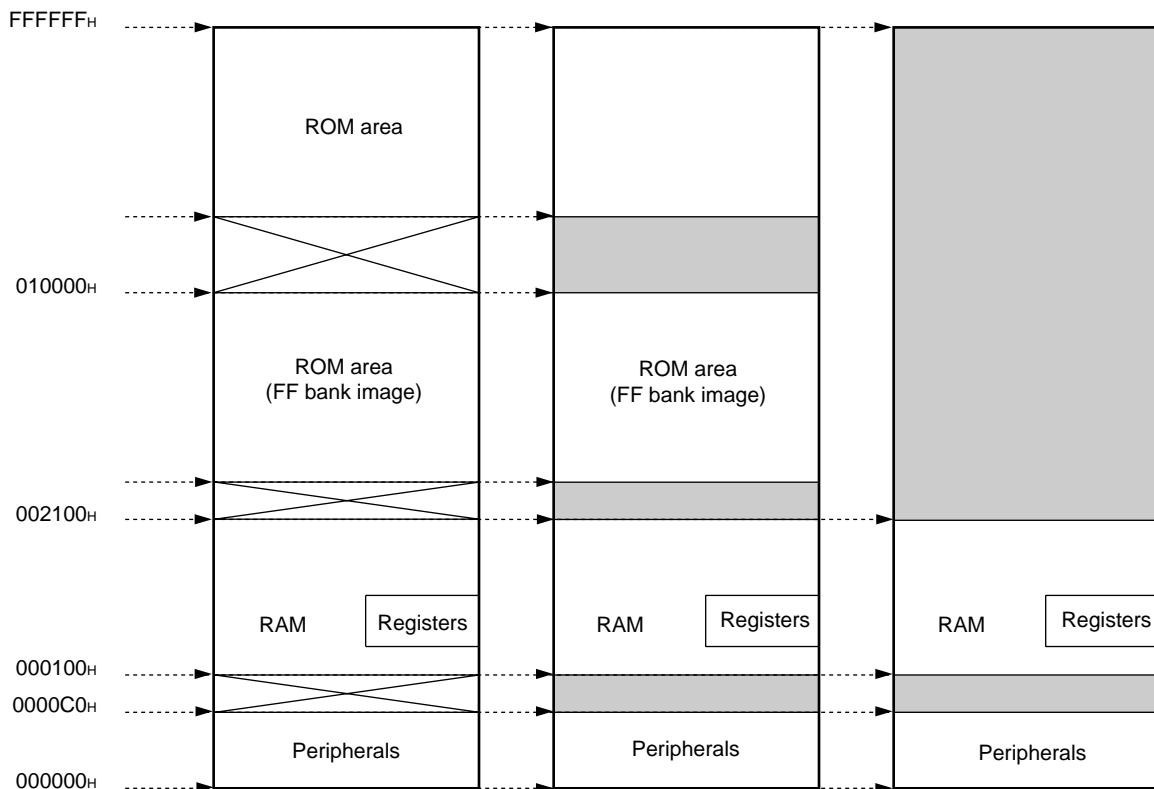 FFFFFFH
ROM area
010000H
ROM area
(FF bank image)
ROM area
(FF bank image)
002100H
RAM
Registers
RAM
Registers
RAM
Registers
000100H
0000C0H
Peripherals
Peripherals
Peripherals
000000H